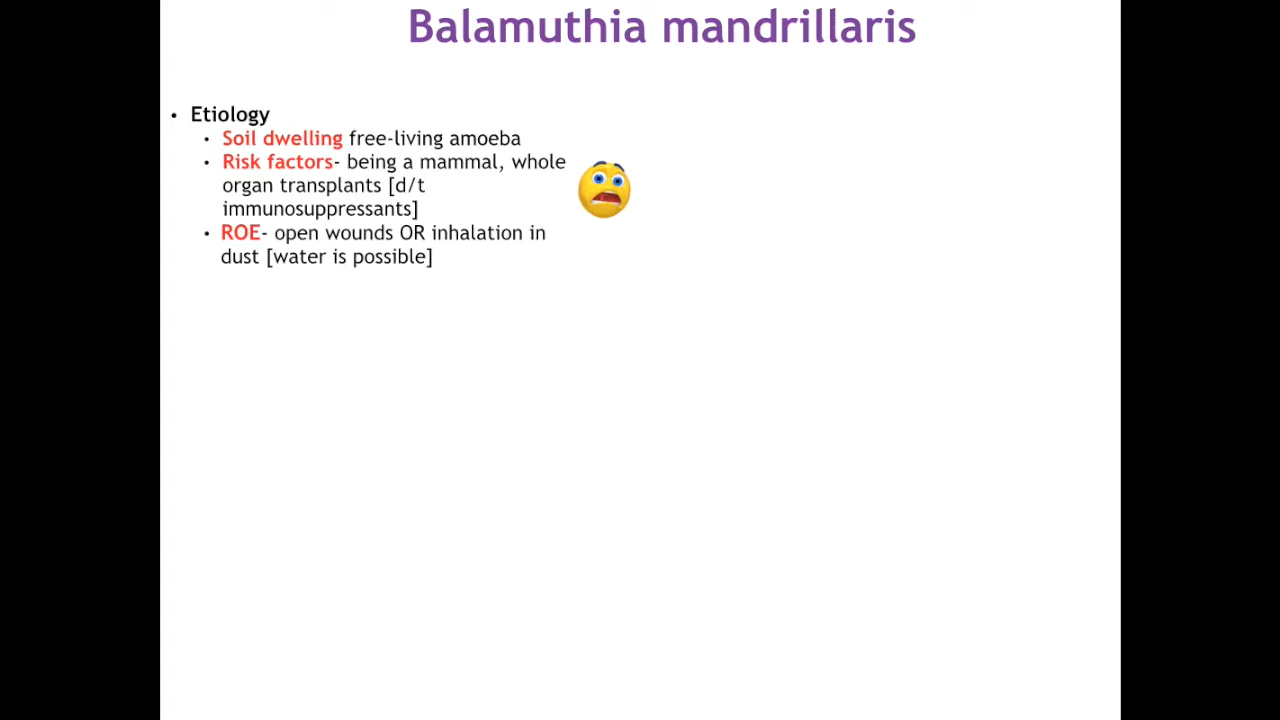 Balamuthia mandrillaris
• Etiology
• Soil dwelling free-living amoeba
• Risk factors- being a mammal, whole
organ transplants [d/t
immunosuppressants]
• ROE- open wounds OR inhalation in
dust [water is possible]